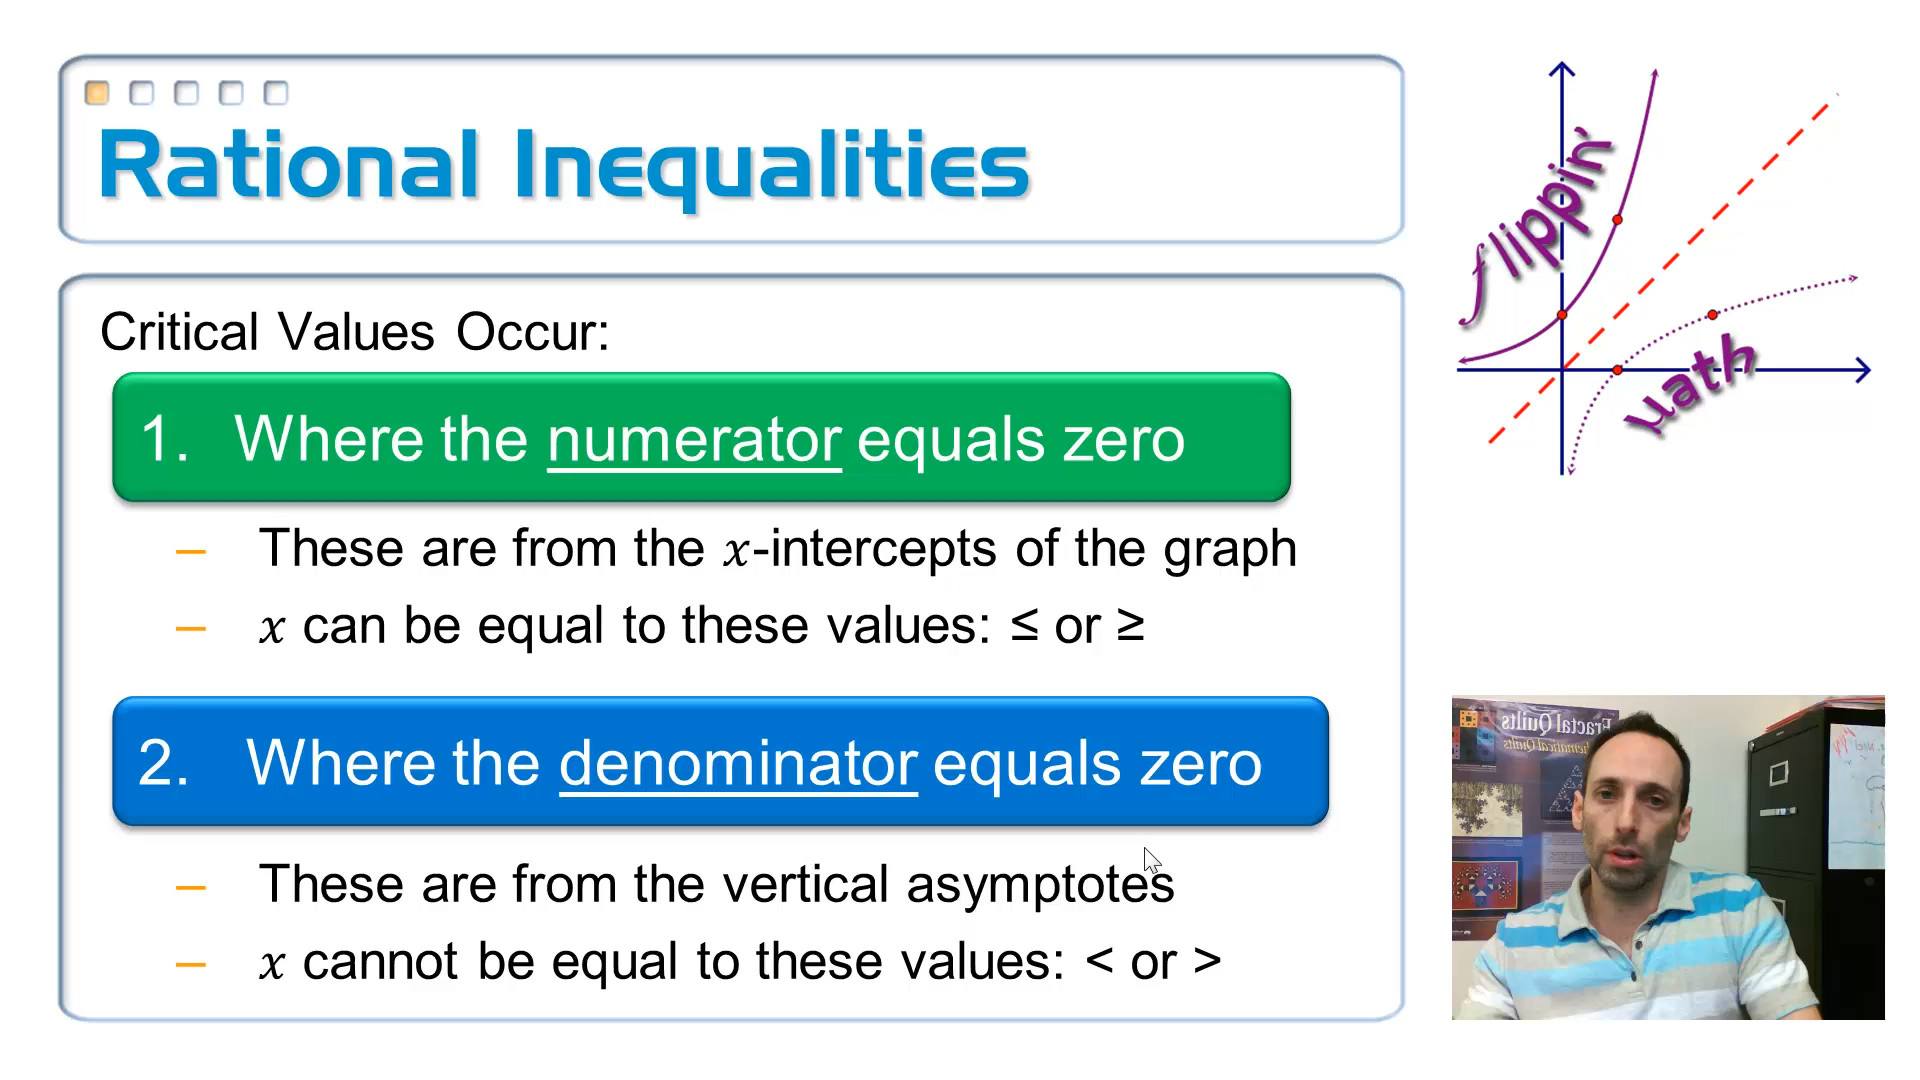 Rational Inequalities
Critical Values Occur:
1. Where the numerator equals zero
– These are from the x-intercepts of the graph
– x can be equal to these values: ≤ or ≥
2. Where the denominator equals zero
– These are from the vertical asymptotes
– x cannot be equal to these values: < or >
flippin'
math
Fractal Quilts